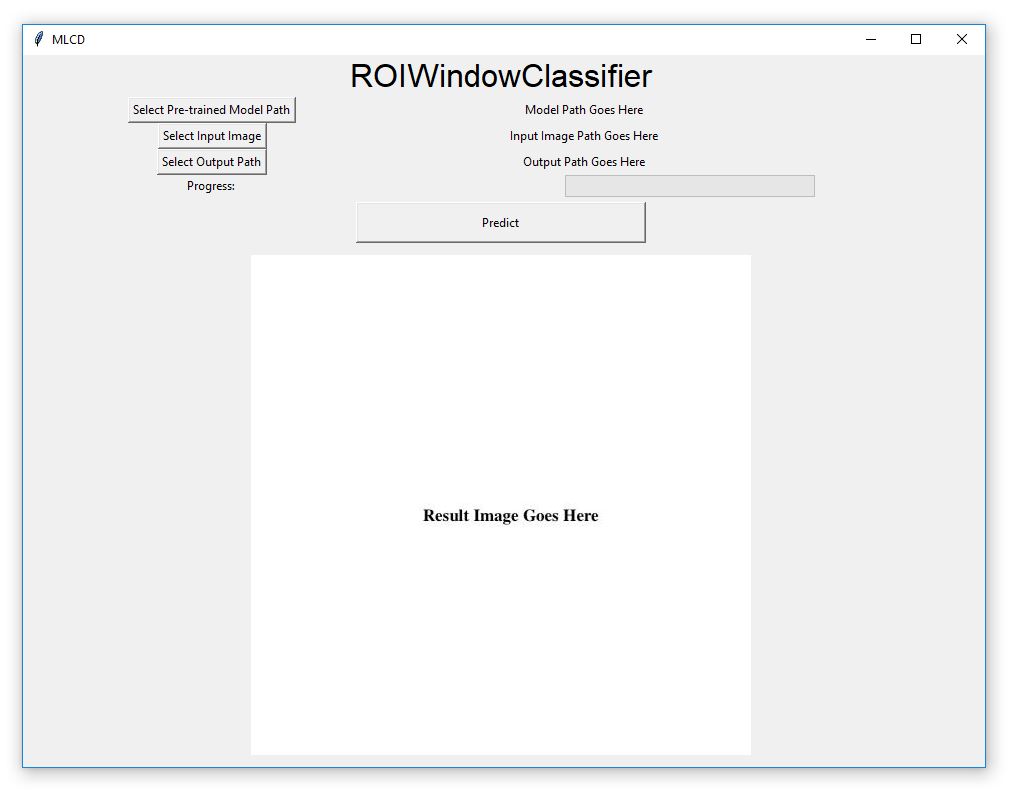 MLCD
ROIWindowClassifier
Select Pre-trained Model Path Model Path Goes Here
Select Input Image Input Image Path Goes Here
Select Output Path Output Path Goes Here
Progress:
Predict
Result Image Goes Here